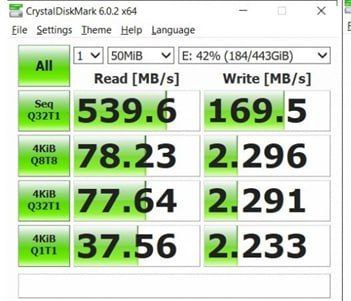 CrystalDiskMark 6.0.2 x64
File Settings Theme Help Language
All 1 50MiB E: 42% (184/443GiB)
Read [MB/s] Write [MB/s]
Seq Q32T1 539.6 169.5
4KiB Q8T8 78.23 2.296
4KiB Q32T1 77.64 2.291
4KiB Q1T1 37.56 2.233